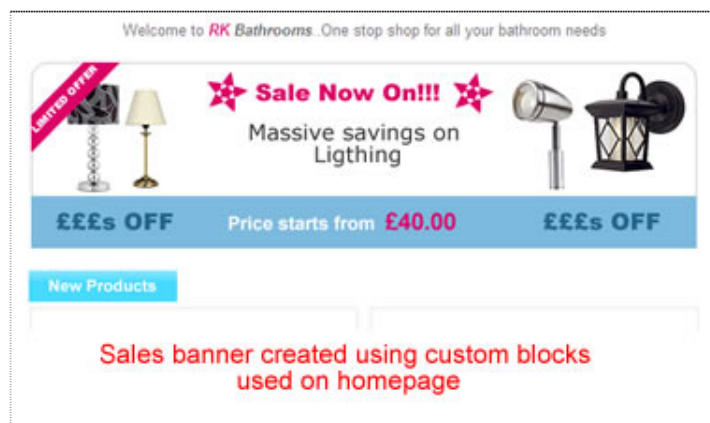 Welcome to RK Bathrooms..One stop shop for all your bathroom needs
LIMITED OFFER
Sale Now On!!!
Massive savings on
Ligthing
£££s OFF
Price starts from £40.00
£££s OFF
New Products
Sales banner created using custom blocks
used on homepage